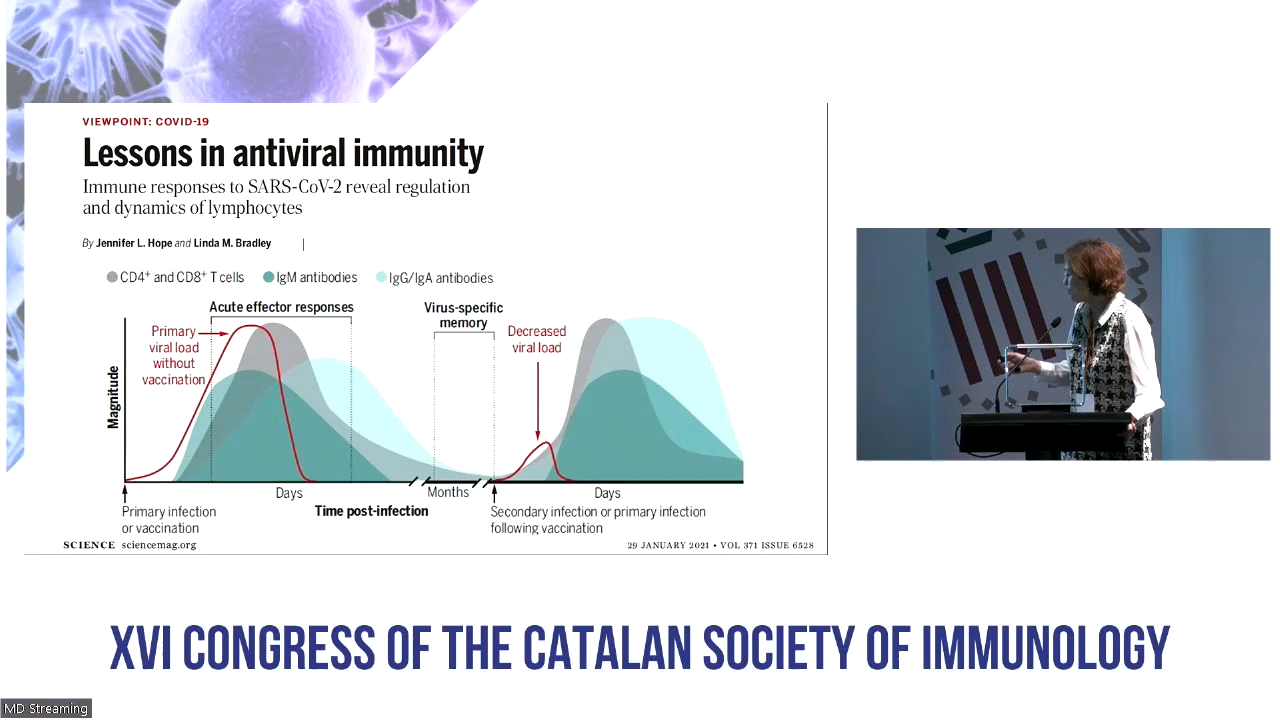 VIEWPOINT: COVID-19
Lessons in antiviral immunity
Immune responses to SARS-CoV-2 reveal regulation
and dynamics of lymphocytes
By Jennifer L. Hope and Linda M. Bradley
CD4+ and CD8+ T cells
IgM antibodies
IgG/IgA antibodies
Acute effector responses
Virus-specific
memory
Primary
viral load
without
vaccination
Decreased
viral load
Magnitude
Days
Months
Days
Primary infection
or vaccination
Time post-infection
Secondary infection or primary infection
following vaccination
SCIENCE sciencemag.org
29 JANUARY 2021 • VOL 371 ISSUE 6528
XVI CONGRESS OF THE CATALAN SOCIETY OF IMMUNOLOGY
MD Streaming